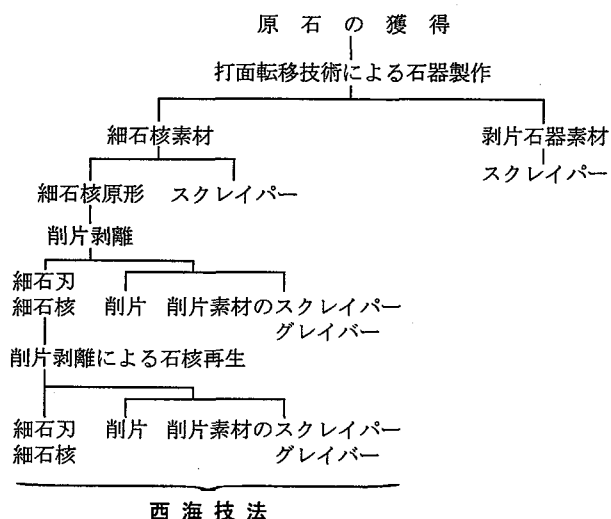 原石の獲得
打面転移技術による石器製作
細石核素材 剥片石器素材
スクレイパー
細石核原形 スクレイパー
削片剥離
細石刃
細石核 削片 削片素材のスクレイパー
グレイバー
削片剥離による石核再生
細石刃 削片 削片素材のスクレイパー
細石核 グレイバー
西海技法